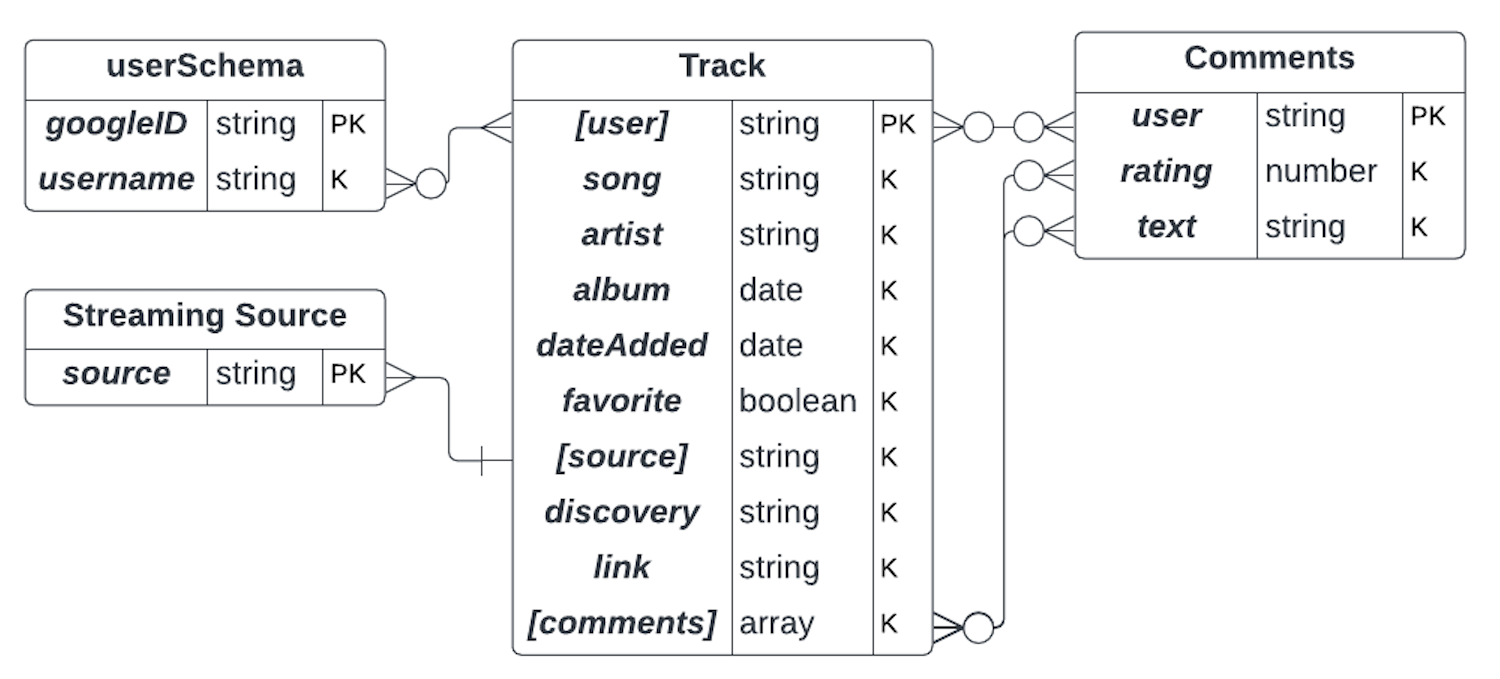 userSchema
googleID string PK
username string K
Streaming Source
source string PK
Track
[user] string PK
song string K
artist string K
album date K
dateAdded date K
favorite boolean K
[source] string K
discovery string K
link string K
[comments] array K
Comments
user string PK
rating number K
text string K